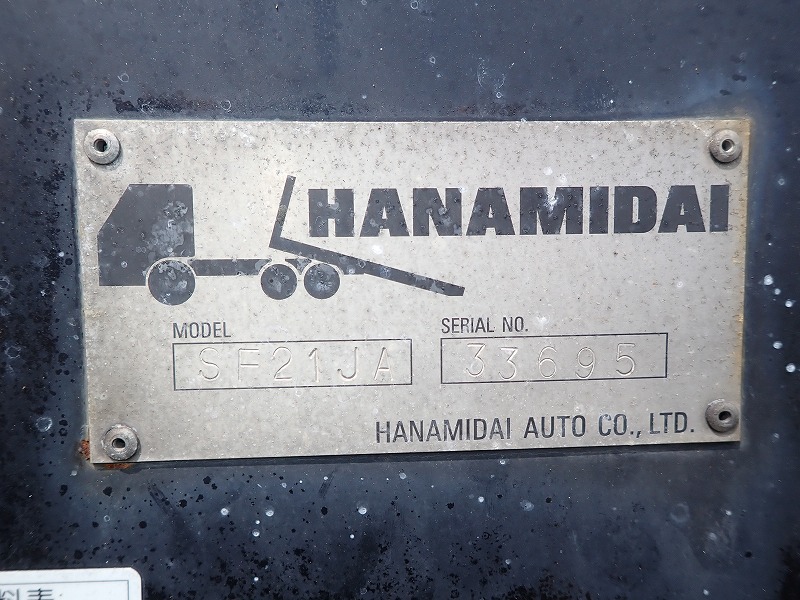 HANAMIDAI
MODEL
SERIAL NO.
SF21JA
33695
HANAMIDAI AUTO CO., LTD.